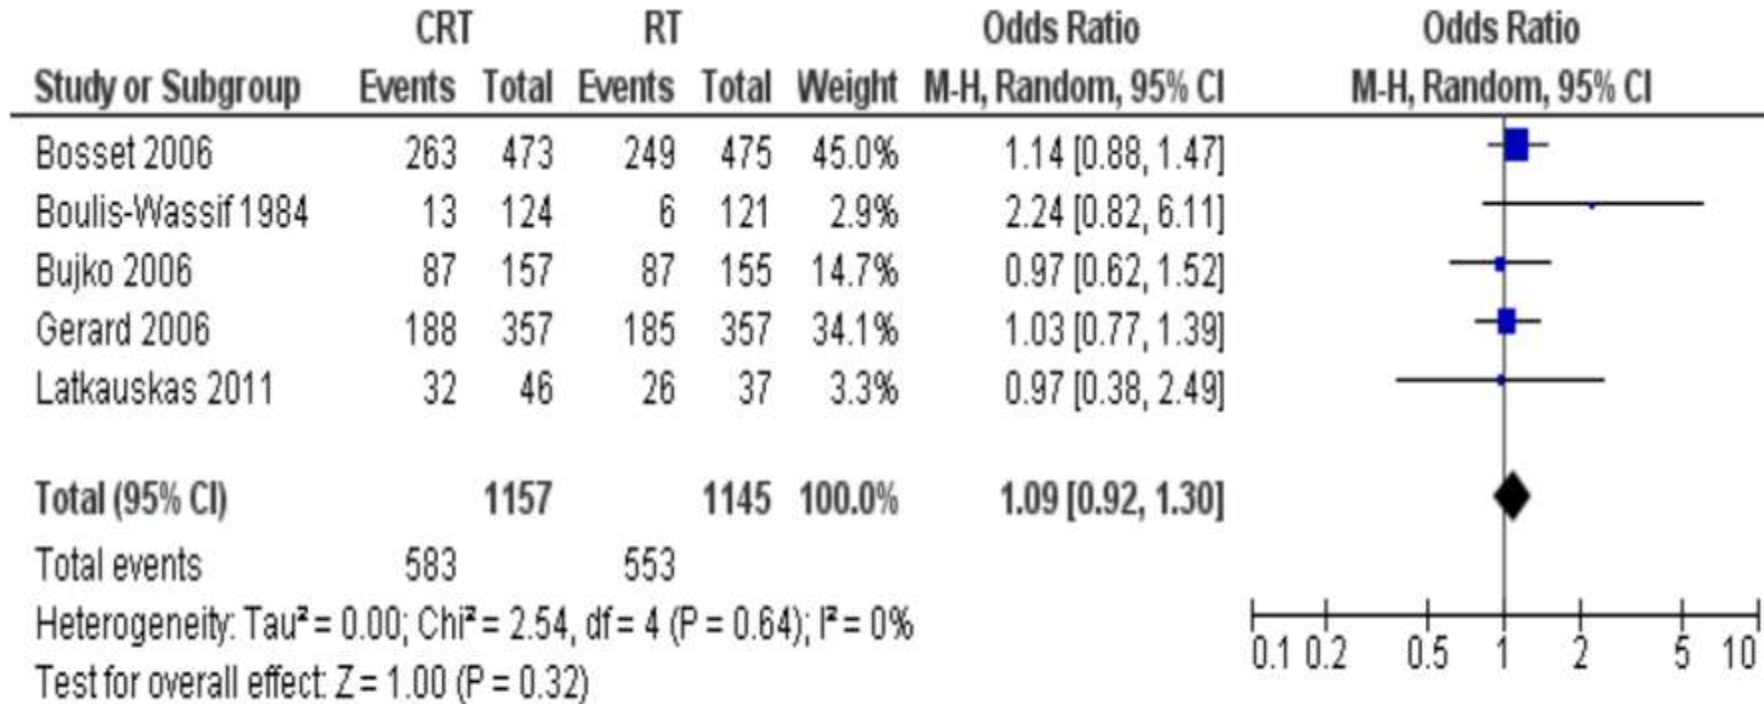 CRT RT Odds Ratio Odds Ratio
Study or Subgroup Events Total Events Total Weight M-H, Random, 95% CI M-H, Random, 95% CI
Bosset 2006 263 473 249 475 45.0% 1.14 [0.88, 1.47]
Boulis-Wassif 1984 13 124 6 121 2.9% 2.24 [0.82, 6.11]
Bujko 2006 87 157 87 155 14.7% 0.97 [0.62, 1.52]
Gerard 2006 188 357 185 357 34.1% 1.03 [0.77, 1.39]
Latkauskas 2011 32 46 26 37 3.3% 0.97 [0.38, 2.49]
Total (95% CI) 1157 1145 100.0% 1.09 [0.92, 1.30]
Total events 583 553
Heterogeneity: Tau² = 0.00; Chi² = 2.54, df = 4 (P = 0.64); I² = 0%
Test for overall effect: Z = 1.00 (P = 0.32)
0.1 0.2 0.5 1 2 5 10